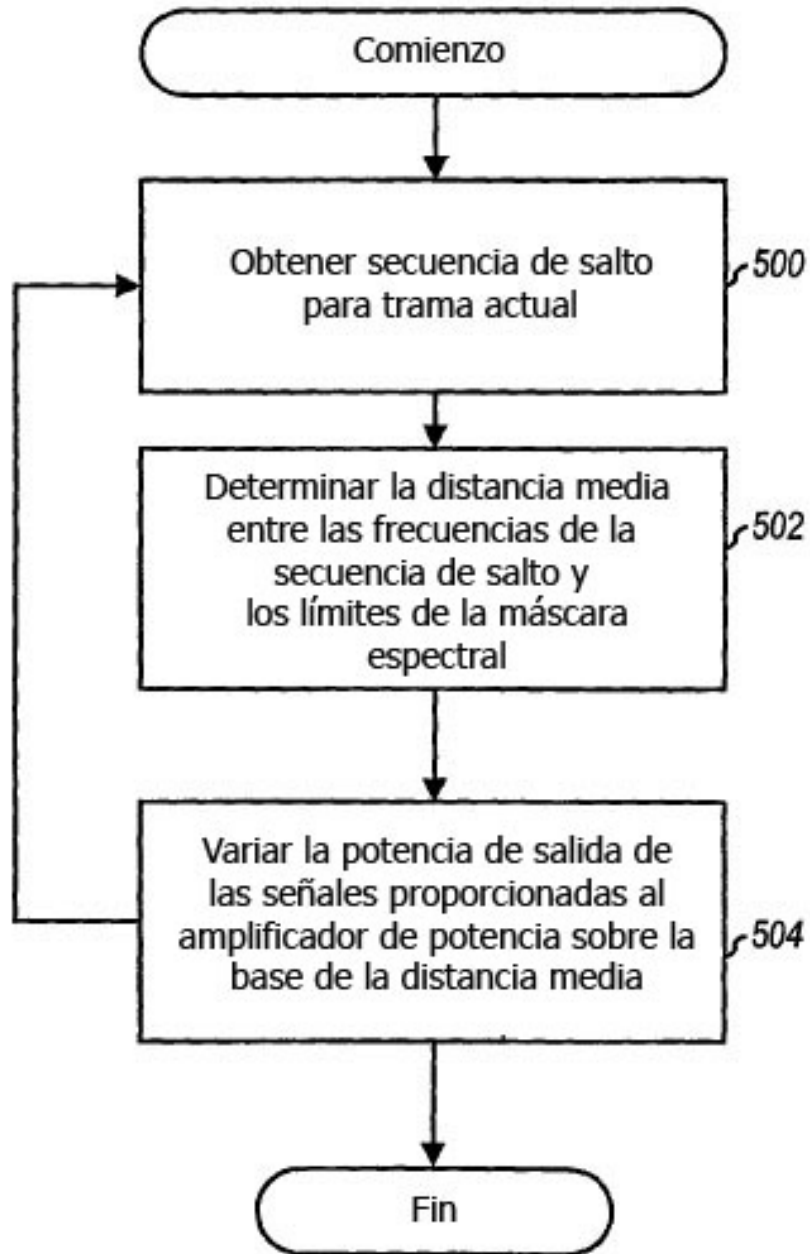 Comienzo
Obtener secuencia de salto
para trama actual
500
Determinar la distancia media
entre las frecuencias de la
secuencia de salto y
los límites de la máscara
espectral
502
Variar la potencia de salida de
las señales proporcionadas al
amplificador de potencia sobre la
base de la distancia media
504
Fin